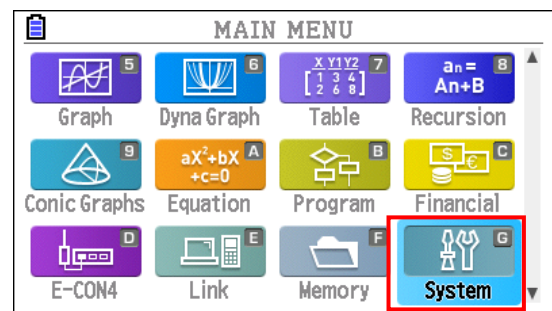 MAIN MENU
5 6 X Y1Y2 7 an= 8
1 3 4 An+B
2 6 8
Graph Dyna Graph Table Recursion
9 aX²+bX A B $ € C
+c=0
Conic Graphs Equation Program Financial
D E F G
E-CON4 Link Memory System